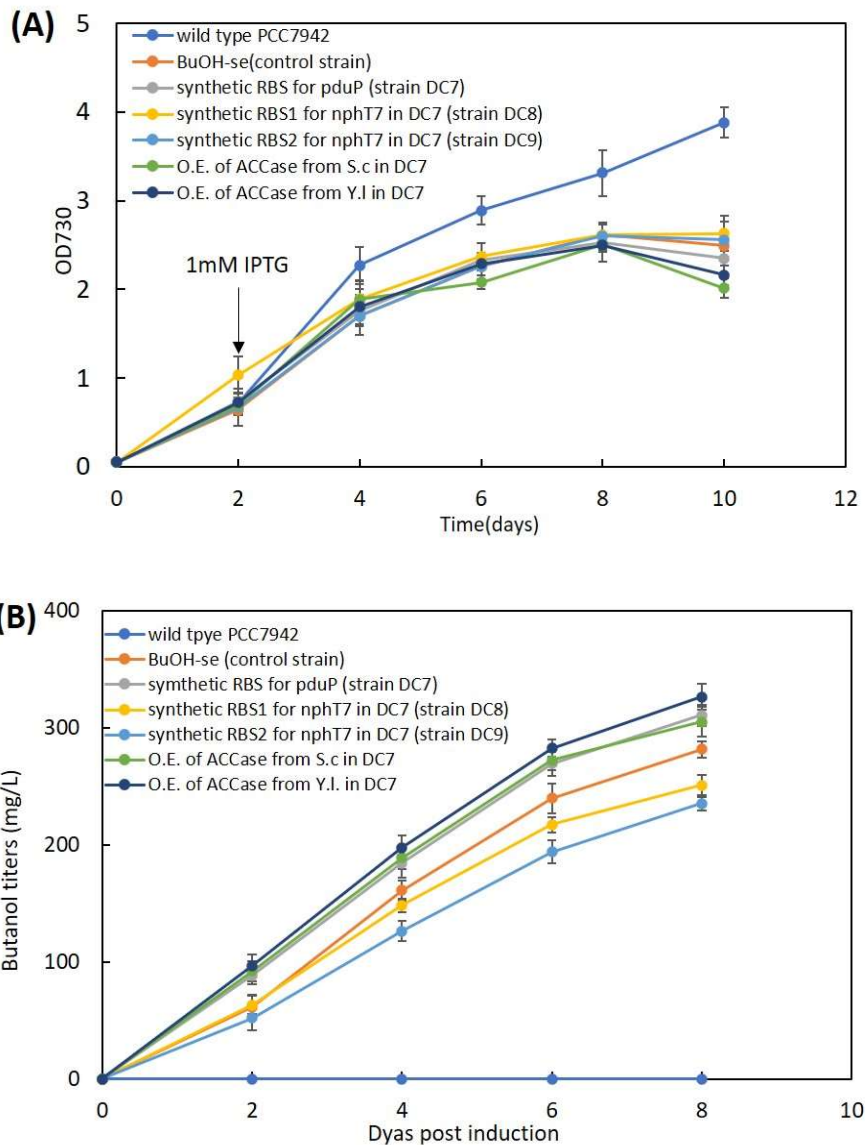 (A)
5
wild type PCC7942
BuOH-se(control strain)
synthetic RBS for pduP (strain DC7)
4
synthetic RBS1 for nphT7 in DC7 (strain DC8)
synthetic RBS2 for nphT7 in DC7 (strain DC9)
O.E. of ACCase from S.c in DC7
O.E. of ACCase from Y.l in DC7
3
OD730
1mM IPTG
2
1
0
0 2 4 6 8 10 12
Time(days)
(B)
400
wild tpye PCC7942
BuOH-se (control strain)
symthetic RBS for pduP (strain DC7)
synthetic RBS1 for nphT7 in DC7 (strain DC8)
300
synthetic RBS2 for nphT7 in DC7 (strain DC9)
O.E. of ACCase from S.c in DC7
O.E. of ACCase from Y.l. in DC7
Butanol titers (mg/L)
200
100
0
0 2 4 6 8 10
Dyas post induction